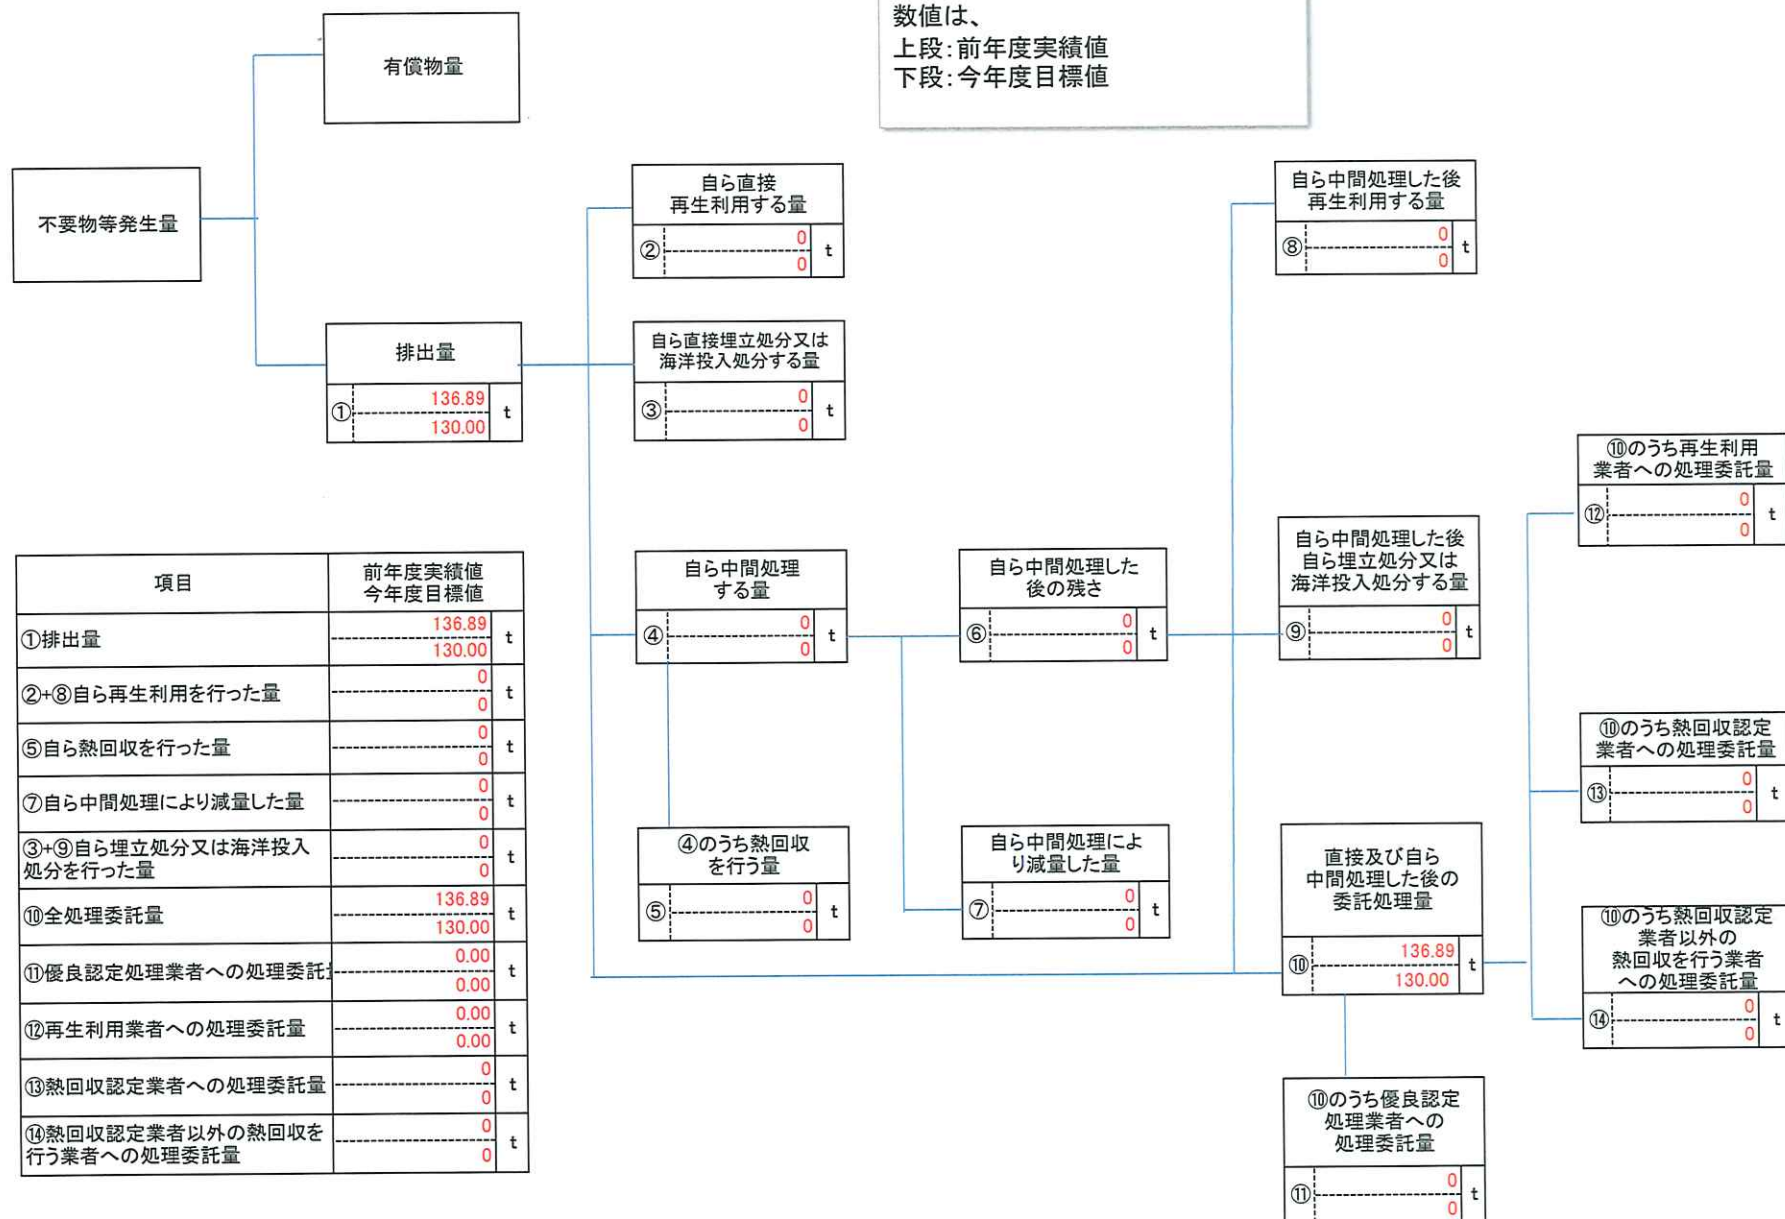 数値は、
上段:前年度実績値
下段:今年度目標値
有償物量
不要物等発生量
排出量
①
136.89
130.00
t
自ら直接
再生利用する量
②
0
0
t
自ら直接埋立処分又は
海洋投入処分する量
③
0
0
t
自ら中間処理
する量
④
0
0
t
④のうち熱回収
を行う量
⑤
0
0
t
自ら中間処理した
後の残さ
⑥
0
0
t
自ら中間処理によ
り減量した量
⑦
0
0
t
自ら中間処理した後
再生利用する量
⑧
0
0
t
自ら中間処理した後
自ら埋立処分又は
海洋投入処分する量
⑨
0
0
t
直接及び自ら
中間処理した後の
委託処理量
⑩
136.89
130.00
t
⑩のうち優良認定
処理業者への
処理委託量
⑪
0
0
t
⑩のうち再生利用
業者への処理委託量
⑫
0
0
t
⑩のうち熱回収認定
業者への処理委託量
⑬
0
0
t
⑩のうち熱回収認定
業者以外の
熱回収を行う業者
への処理委託量
⑭
0
0
t
項目
前年度実績値
今年度目標値
①排出量
136.89
130.00
t
②+⑧自ら再生利用を行った量
0
0
t
⑤自ら熱回収を行った量
0
0
t
⑦自ら中間処理により減量した量
0
0
t
③+⑨自ら埋立処分又は海洋投入
処分を行った量
0
0
t
⑩全処理委託量
136.89
130.00
t
⑪優良認定処理業者への処理委託
0.00
0.00
t
⑫再生利用業者への処理委託量
0.00
0.00
t
⑬熱回収認定業者への処理委託量
0
0
t
⑭熱回収認定業者以外の熱回収を
行う業者への処理委託量
0
0
t